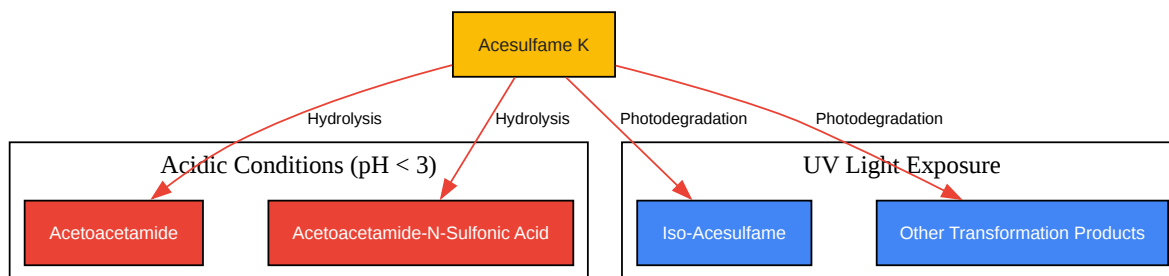 Acesulfame K
Hydrolysis
Hydrolysis
Photodegradation
Photodegradation
Acidic Conditions (pH < 3)
UV Light Exposure
Acetoacetamide
Acetoacetamide-N-Sulfonic Acid
Iso-Acesulfame
Other Transformation Products